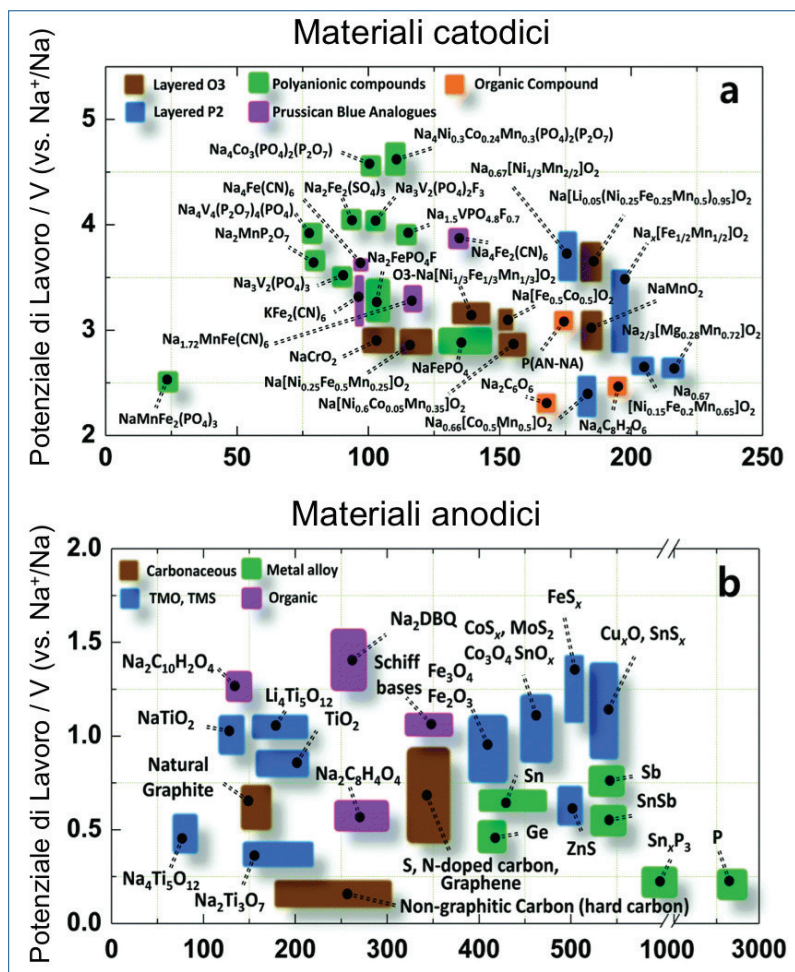 Materiali catodici
Layered O3
Polyanionic compounds
Organic Compound
Layered P2
Prussican Blue Analogues
a
Potenziale di Lavoro / V (vs. Na⁺/Na)
5
4
3
2
Na₄Ni₀.₃Co₀.₂₄Mn₀.₃(PO₄)₂(P₂O₇)
Na₄Co₃(PO₄)₂(P₂O₇)
Na₀.₆₇[Ni₁/₃Mn₂/₂]O₂
Na₄Fe(CN)₆
Na₂Fe₂(SO₄)₃
Na₃V₂(PO₄)₂F₃
Na[Li₀.₀₅(Ni₀.₂₅Fe₀.₂₅Mn₀.₅)₀.₉₅]O₂
Na₄V₄(P₂O₇)₄(PO₄)
Na₁.₅VPO₄.₈F₀.₇
Naₓ[Fe₁/₂Mn₁/₂]O₂
Na₂MnP₂O₇
Na₂FePO₄F
Na₄Fe₂(CN)₆
Na₃V₂(PO₄)₃
O3-Na[Ni₁/₃Fe₁/₃Mn₁/₃]O₂
KFe₂(CN)₆
Na[Fe₀.₅Co₀.₅]O₂
NaMnO₂
Na₁.₇₂MnFe(CN)₆
Na₂/₃[Mg₀.₂₈Mn₀.₇₂]O₂
NaCrO₂
NaFePO₄
P(AN-NA)
Na[Ni₀.₂₅Fe₀.₅Mn₀.₂₅]O₂
Na₂C₆O₆
Na₀.₆₇
[Ni₀.₁₅Fe₀.₂Mn₀.₆₅]O₂
NaMnFe₂(PO₄)₃
Na[Ni₀.₆Co₀.₀₅Mn₀.₃₅]O₂
Na₀.₆₆[Co₀.₅Mn₀.₅]O₂
Na₄C₈H₂O₆
0 25 50 75 100 125 150 175 200 225 250
Materiali anodici
Carbonaceous
Metal alloy
TMO, TMS
Organic
b
Potenziale di Lavoro / V (vs. Na⁺/Na)
2.0
1.5
1.0
0.5
0.0
Na₂DBQ
FeSₓ
CoSₓ, MoS₂
CuₓO, SnSₓ
Na₂C₁₀H₂O₄
Schiff
bases
Co₃O₄ SnOₓ
Li₄Ti₅O₁₂
Fe₃O₄
Fe₂O₃
NaTiO₂
TiO₂
Natural
Graphite
Na₂C₈H₄O₄
Sn
Sb
SnSb
Ge
ZnS
SnₓP₃
P
Na₄Ti₅O₁₂
S, N-doped carbon,
Graphene
Na₂Ti₃O₇
Non-graphitic Carbon (hard carbon)
0 100 200 300 400 500 1000 3000